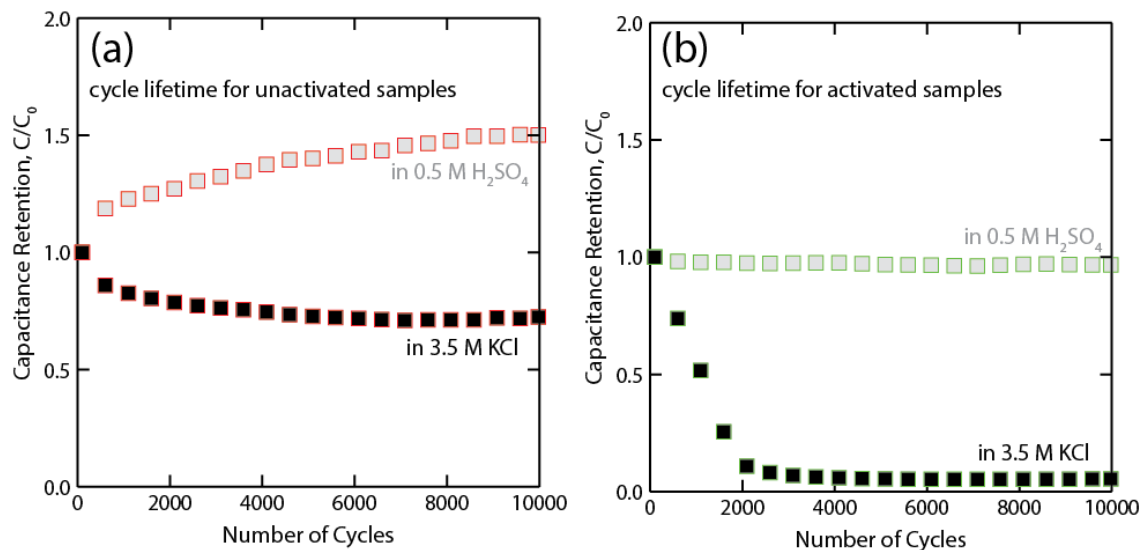 (a)
cycle lifetime for unactivated samples
in 0.5 M H₂SO₄
in 3.5 M KCl
Capacitance Retention, C/C₀
2.0
1.5
1.0
0.5
0.0
0 2000 4000 6000 8000 10000
Number of Cycles
(b)
cycle lifetime for activated samples
in 0.5 M H₂SO₄
in 3.5 M KCl
Capacitance Retention, C/C₀
2.0
1.5
1.0
0.5
0.0
0 2000 4000 6000 8000 10000
Number of Cycles